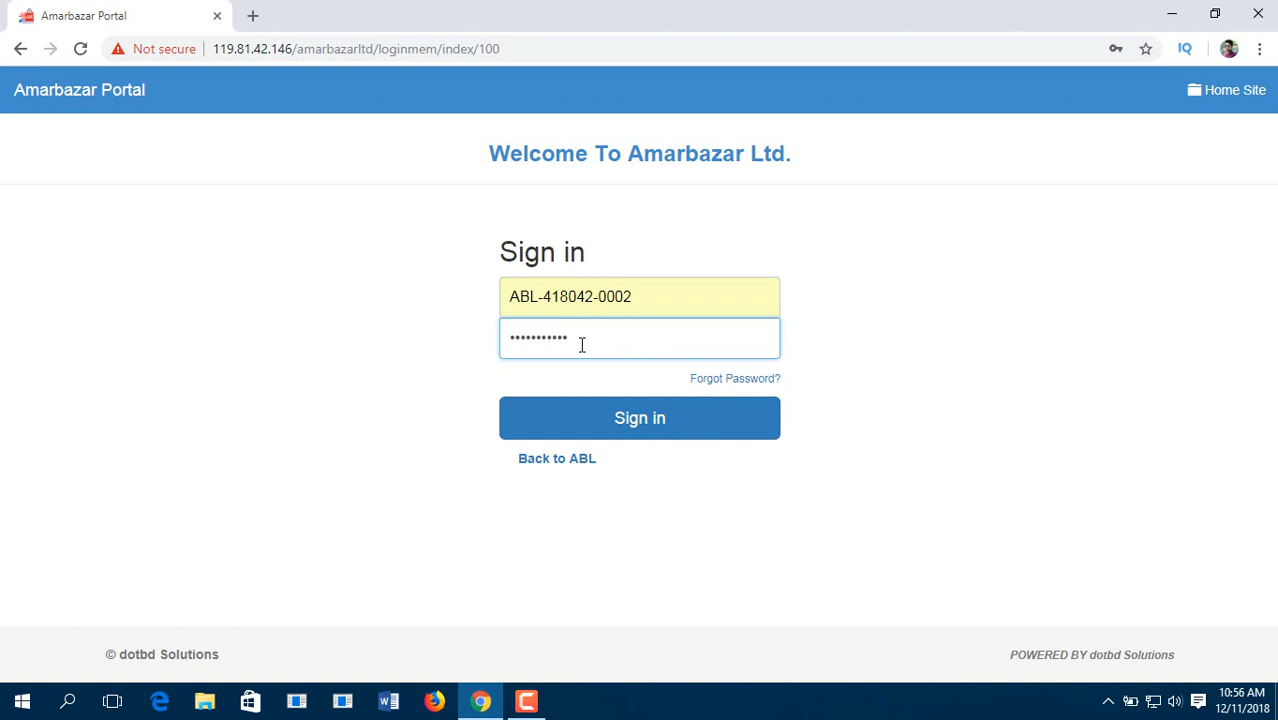 Amarbazar Portal
Not secure | 119.81.42.146/amarbazarltd/loginmem/index/100
IQ
Amarbazar Portal
Home Site
Welcome To Amarbazar Ltd.
Sign in
ABL-418042-0002
•••••••••••
Forgot Password?
Sign in
Back to ABL
© dotbd Solutions
POWERED BY dotbd Solutions
10:56 AM
12/11/2018